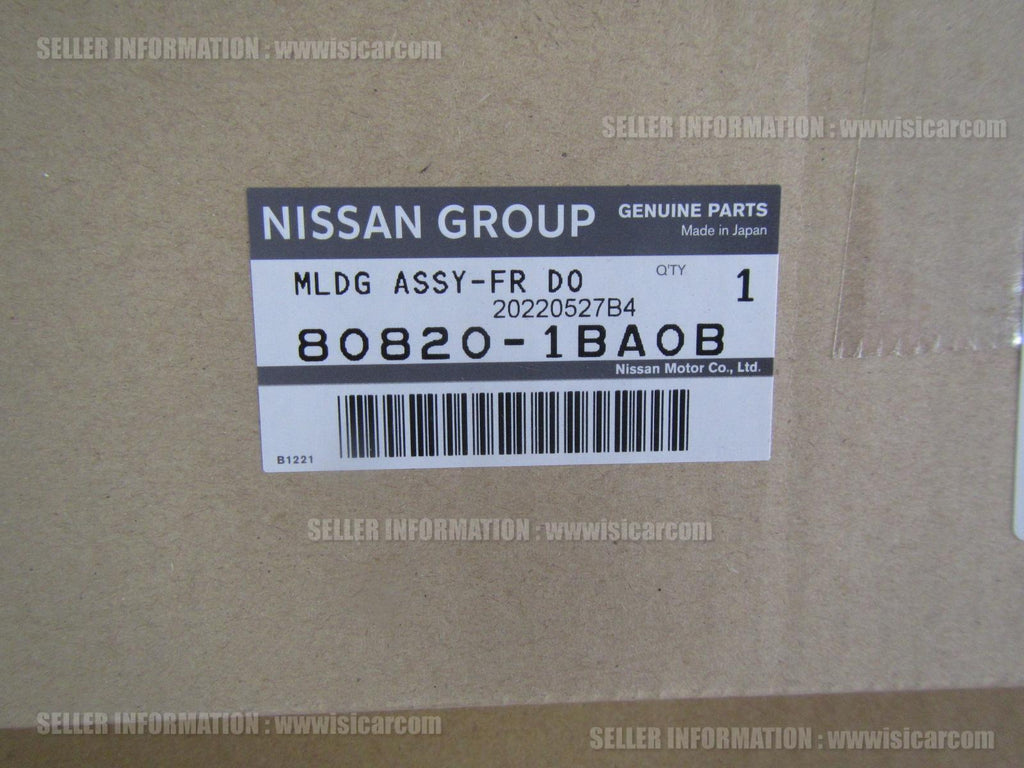 SELLER INFORMATION : wwwisicarcom
SELLER INFORMATION : wwwisicarcom
NISSAN GROUP GENUINE PARTS
Made in Japan
MLDG ASSY-FR DO Q'TY 1
20220527B4
80820-1BA0B
Nissan Motor Co., Ltd.
B1221
SELLER INFORMATION : wwwisicarcom
SELLER INFORMATION : wwwisicarcom
SELLER INFORMATION : wwwisicarcom